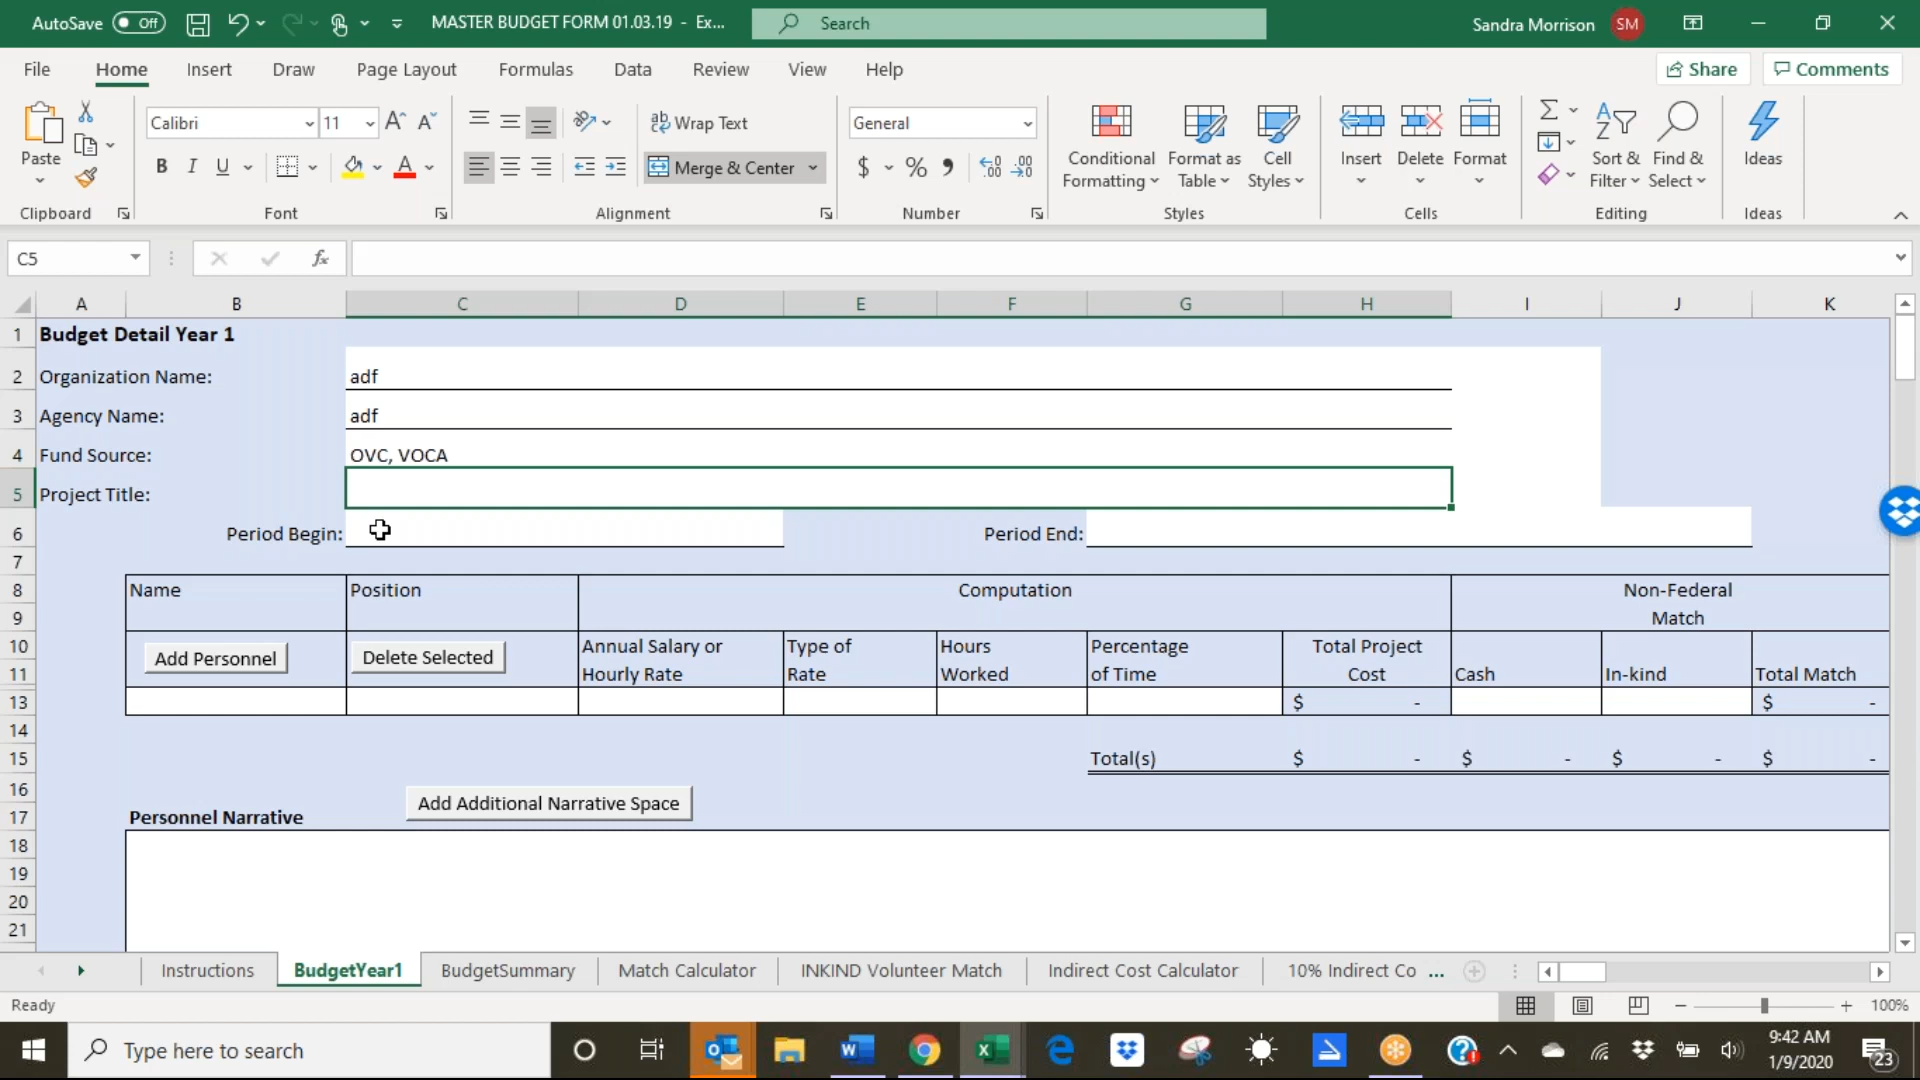 AutoSave Off MASTER BUDGET FORM 01.03.19 - Ex... Search Sandra Morrison SM
File Home Insert Draw Page Layout Formulas Data Review View Help Share Comments
Calibri 11 A A ab Wrap Text General
Paste B I U A Merge & Center $ % , Conditional Formatting Format as Table Cell Styles Insert Delete Format Sort & Filter Find & Select Ideas
Clipboard Font Alignment Number Styles Cells Editing Ideas
C5 fx
A B C D E F G H I J K
1 Budget Detail Year 1
2 Organization Name: adf
3 Agency Name: adf
4 Fund Source: OVC, VOCA
5 Project Title:
6 Period Begin: Period End:
7
8 Name Position Computation Non-Federal
9 Match
10 Add Personnel Delete Selected Annual Salary or Type of Hours Percentage Total Project
11 Hourly Rate Rate Worked of Time Cost Cash In-kind Total Match
13 $ - $ -
14
15 Total(s) $ - $ - $ - $ -
16 Add Additional Narrative Space
17 Personnel Narrative
18
19
20
21
Instructions BudgetYear1 BudgetSummary Match Calculator INKIND Volunteer Match Indirect Cost Calculator 10% Indirect Co ...
Ready 100%
Type here to search 9:42 AM
1/9/2020 23